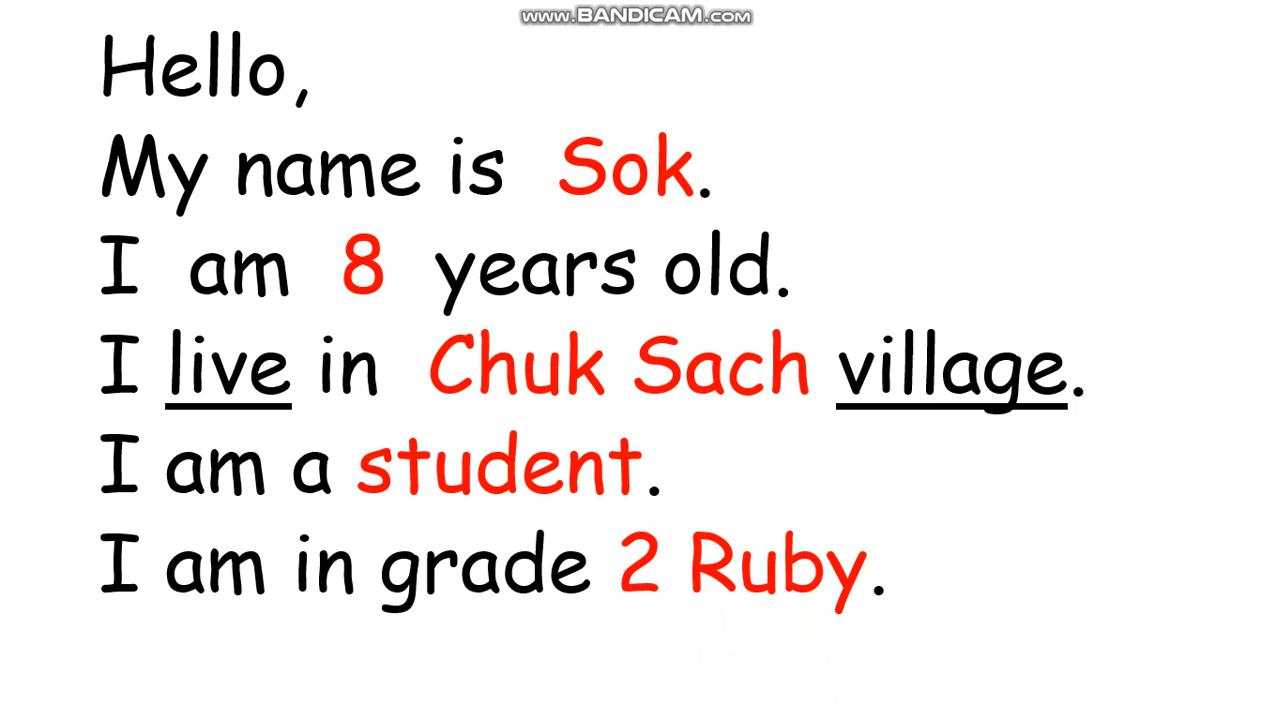 www.BANDICAM.com
Hello,
My name is Sok.
I am 8 years old.
I live in Chuk Sach village.
I am a student.
I am in grade 2 Ruby.